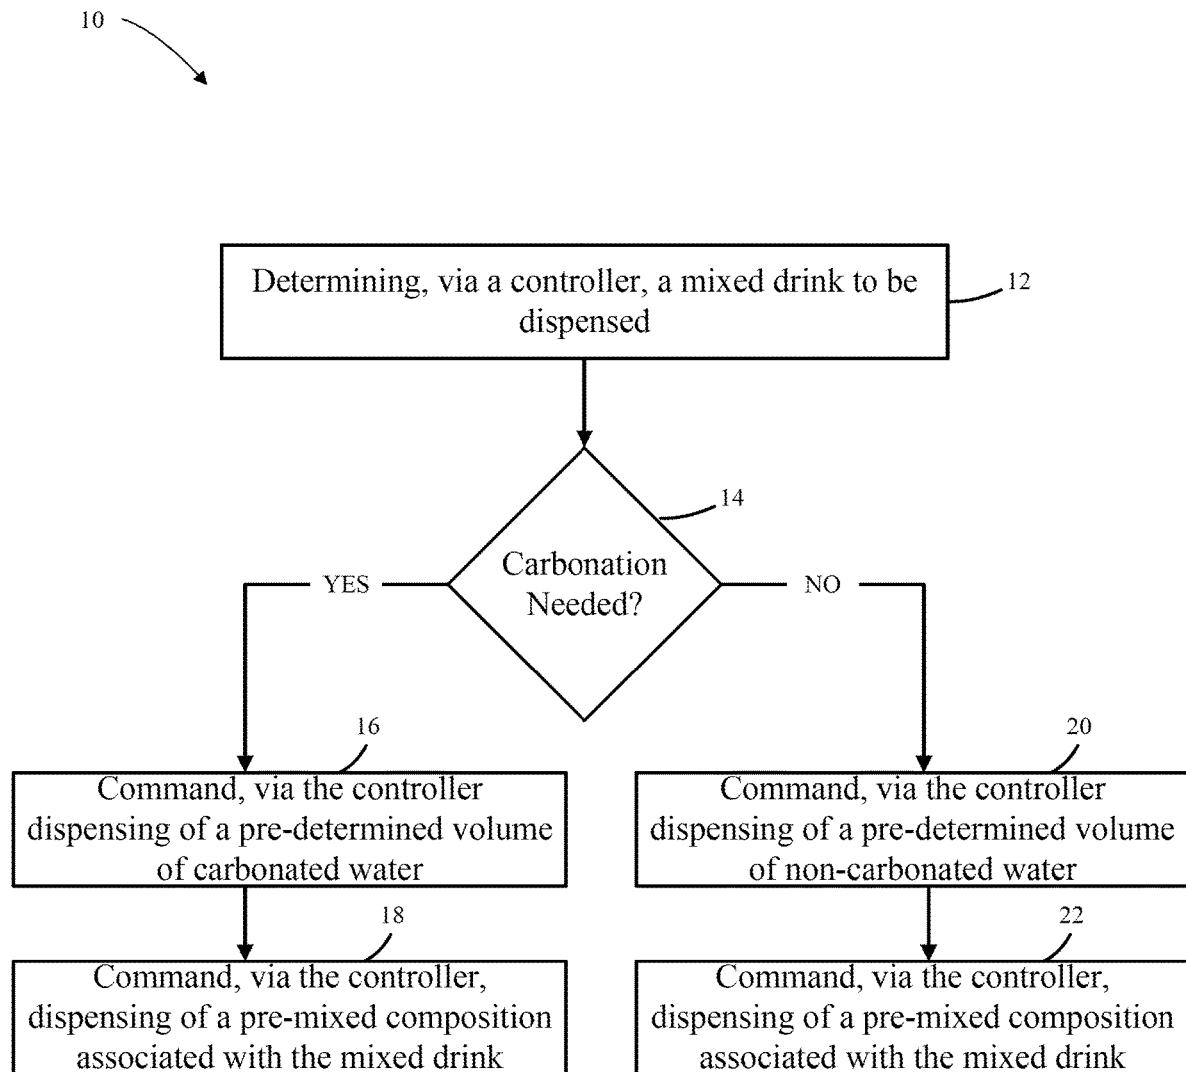 10
Determining, via a controller, a mixed drink to be
dispensed
12
14
Carbonation
Needed?
YES
NO
16
Command, via the controller
dispensing of a pre-determined volume
of carbonated water
20
Command, via the controller
dispensing of a pre-determined volume
of non-carbonated water
18
Command, via the controller,
dispensing of a pre-mixed composition
associated with the mixed drink
22
Command, via the controller,
dispensing of a pre-mixed composition
associated with the mixed drink